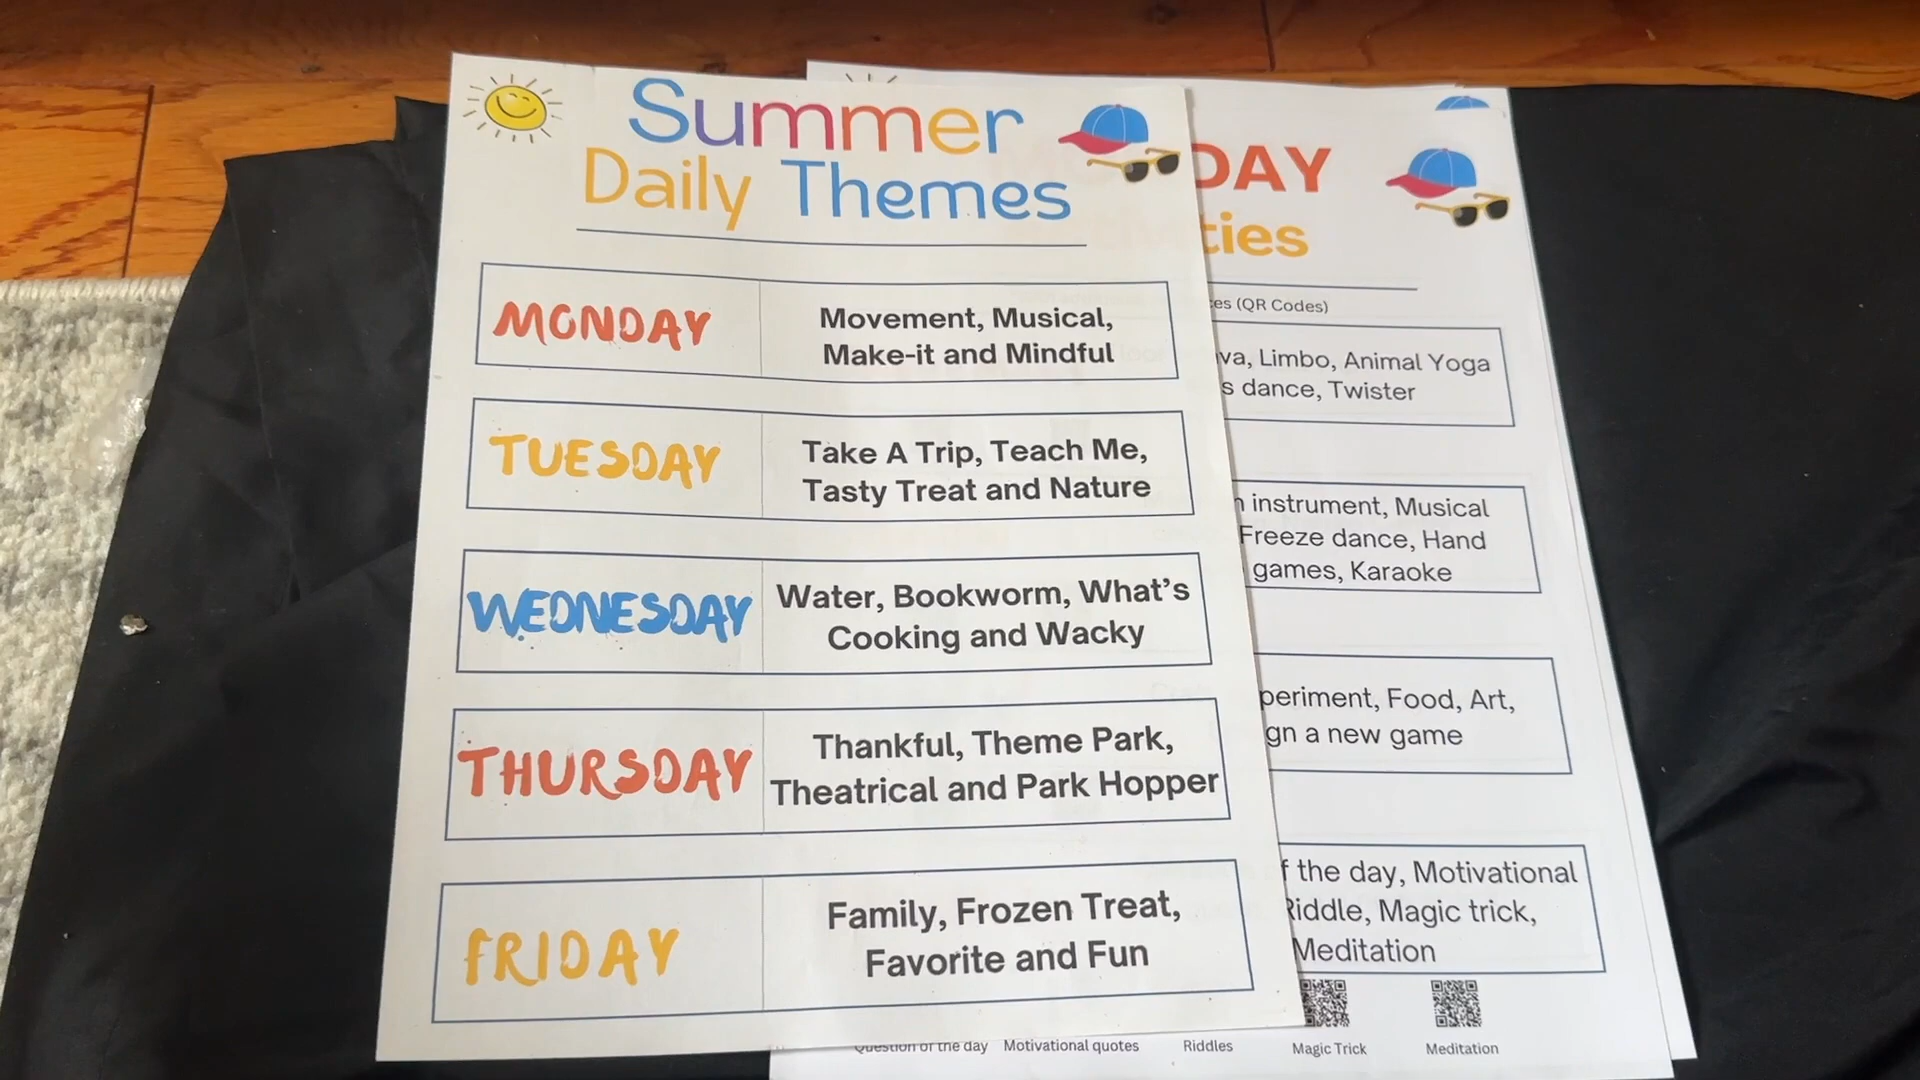 Summer
Daily Themes
MONDAY
Movement, Musical,
Make-it and Mindful
TUESDAY
Take A Trip, Teach Me,
Tasty Treat and Nature
WEDNESDAY
Water, Bookworm, What's
Cooking and Wacky
THURSDAY
Thankful, Theme Park,
Theatrical and Park Hopper
FRIDAY
Family, Frozen Treat,
Favorite and Fun
DAY
ties
es (QR Codes)
va, Limbo, Animal Yoga
s dance, Twister
instrument, Musical
Freeze dance, Hand
games, Karaoke
periment, Food, Art,
gn a new game
f the day, Motivational
Riddle, Magic trick,
Meditation
Question of the day
Motivational quotes
Riddles
Magic Trick
Meditation